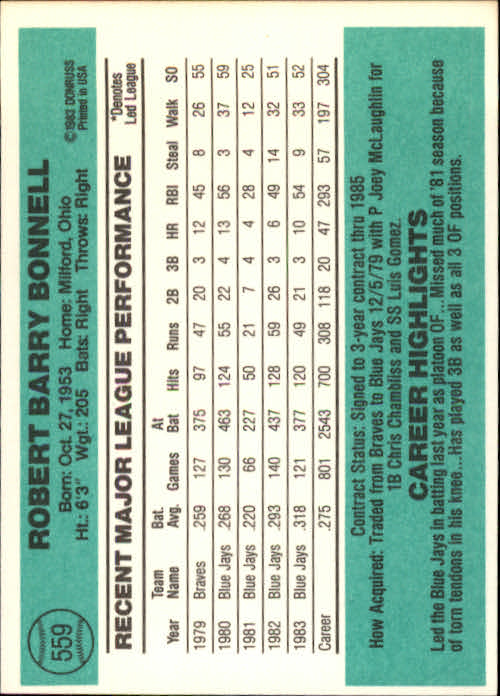 559
ROBERT BARRY BONNELL
Born: Oct. 27, 1953 Home: Milford, Ohio
Ht.: 6'3" Wgt.: 205 Bats: Right Throws: Right
©1983 DONRUSS
Printed in USA
RECENT MAJOR LEAGUE PERFORMANCE
*Denotes
Led League
Year Team Name Bat. Avg. Games At Bat Hits Runs 2B 3B HR RBI Steal Walk SO
1979 Braves .259 127 375 97 47 20 3 12 45 8 26 55
1980 Blue Jays .268 130 463 124 55 22 4 13 56 3 37 59
1981 Blue Jays .220 66 227 50 21 7 4 4 28 4 12 25
1982 Blue Jays .293 140 437 128 59 26 3 6 49 14 32 51
1983 Blue Jays .318 121 377 120 49 21 3 10 54 9 33 52
Career .275 801 2543 700 308 118 20 47 293 57 197 304
Contract Status: Signed to 3-year contract thru 1985
How Acquired: Traded from Braves to Blue Jays 12/5/79 with P Joey McLaughlin for
1B Chris Chambliss and SS Luis Gomez.
CAREER HIGHLIGHTS
Led the Blue Jays in batting last year as platoon OF... Missed much of '81 season because
of torn tendons in his knee...Has played 3B as well as all 3 OF positions.